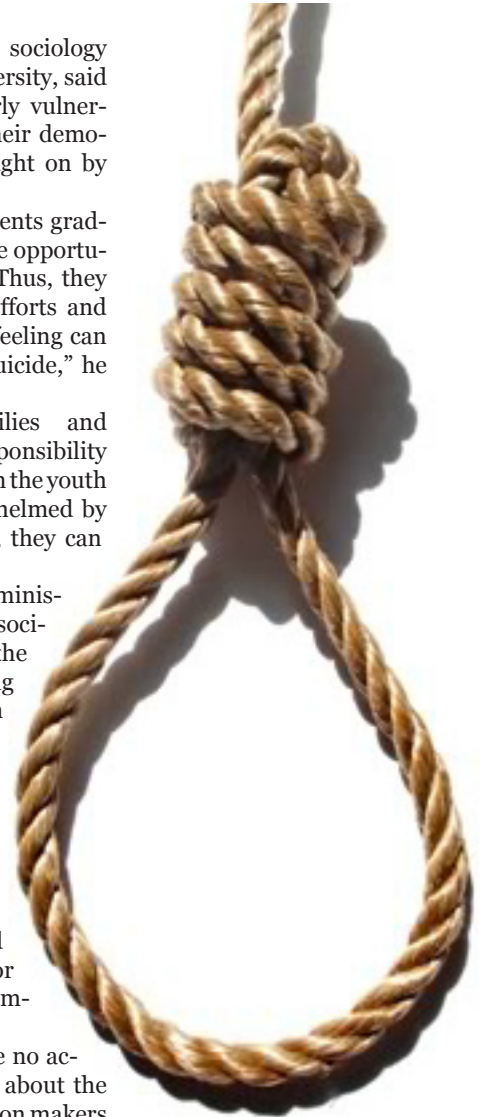 sociology
ersity, said
rly vulner-
heir demo-
ght on by
ents grad-
e opportu-
Thus, they
fforts and
feeling can
uicide,” he
ilies and
ponsibility
n the youth
helmed by
, they can
minis-
soci-
the
g
n
l
or
m-
e no ac-
about the
on makers